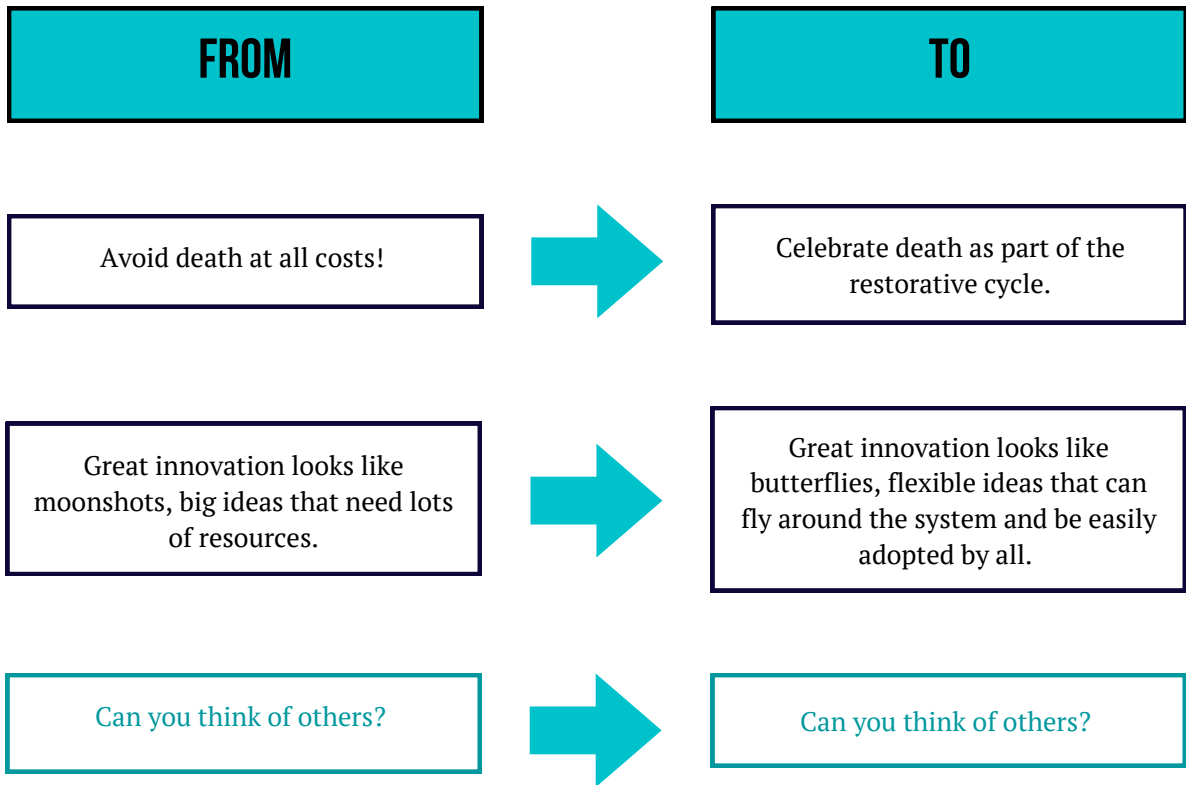 FROM
TO
Avoid death at all costs!
Celebrate death as part of the
restorative cycle.
Great innovation looks like
moonshots, big ideas that need lots
of resources.
Great innovation looks like
butterflies, flexible ideas that can
fly around the system and be easily
adopted by all.
Can you think of others?
Can you think of others?